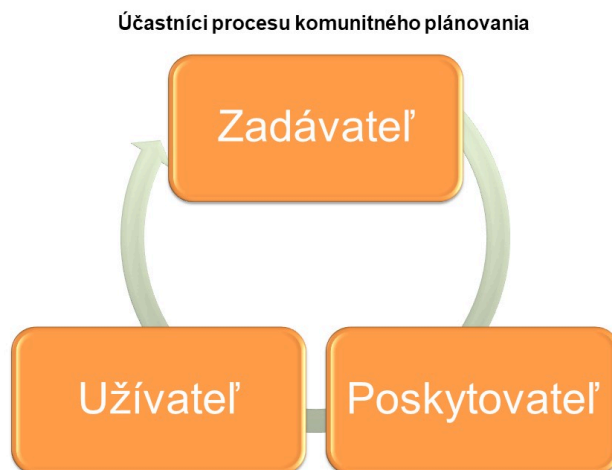 Účastníci procesu komunitného plánovania
Zadávateľ
Užívateľ
Poskytovateľ